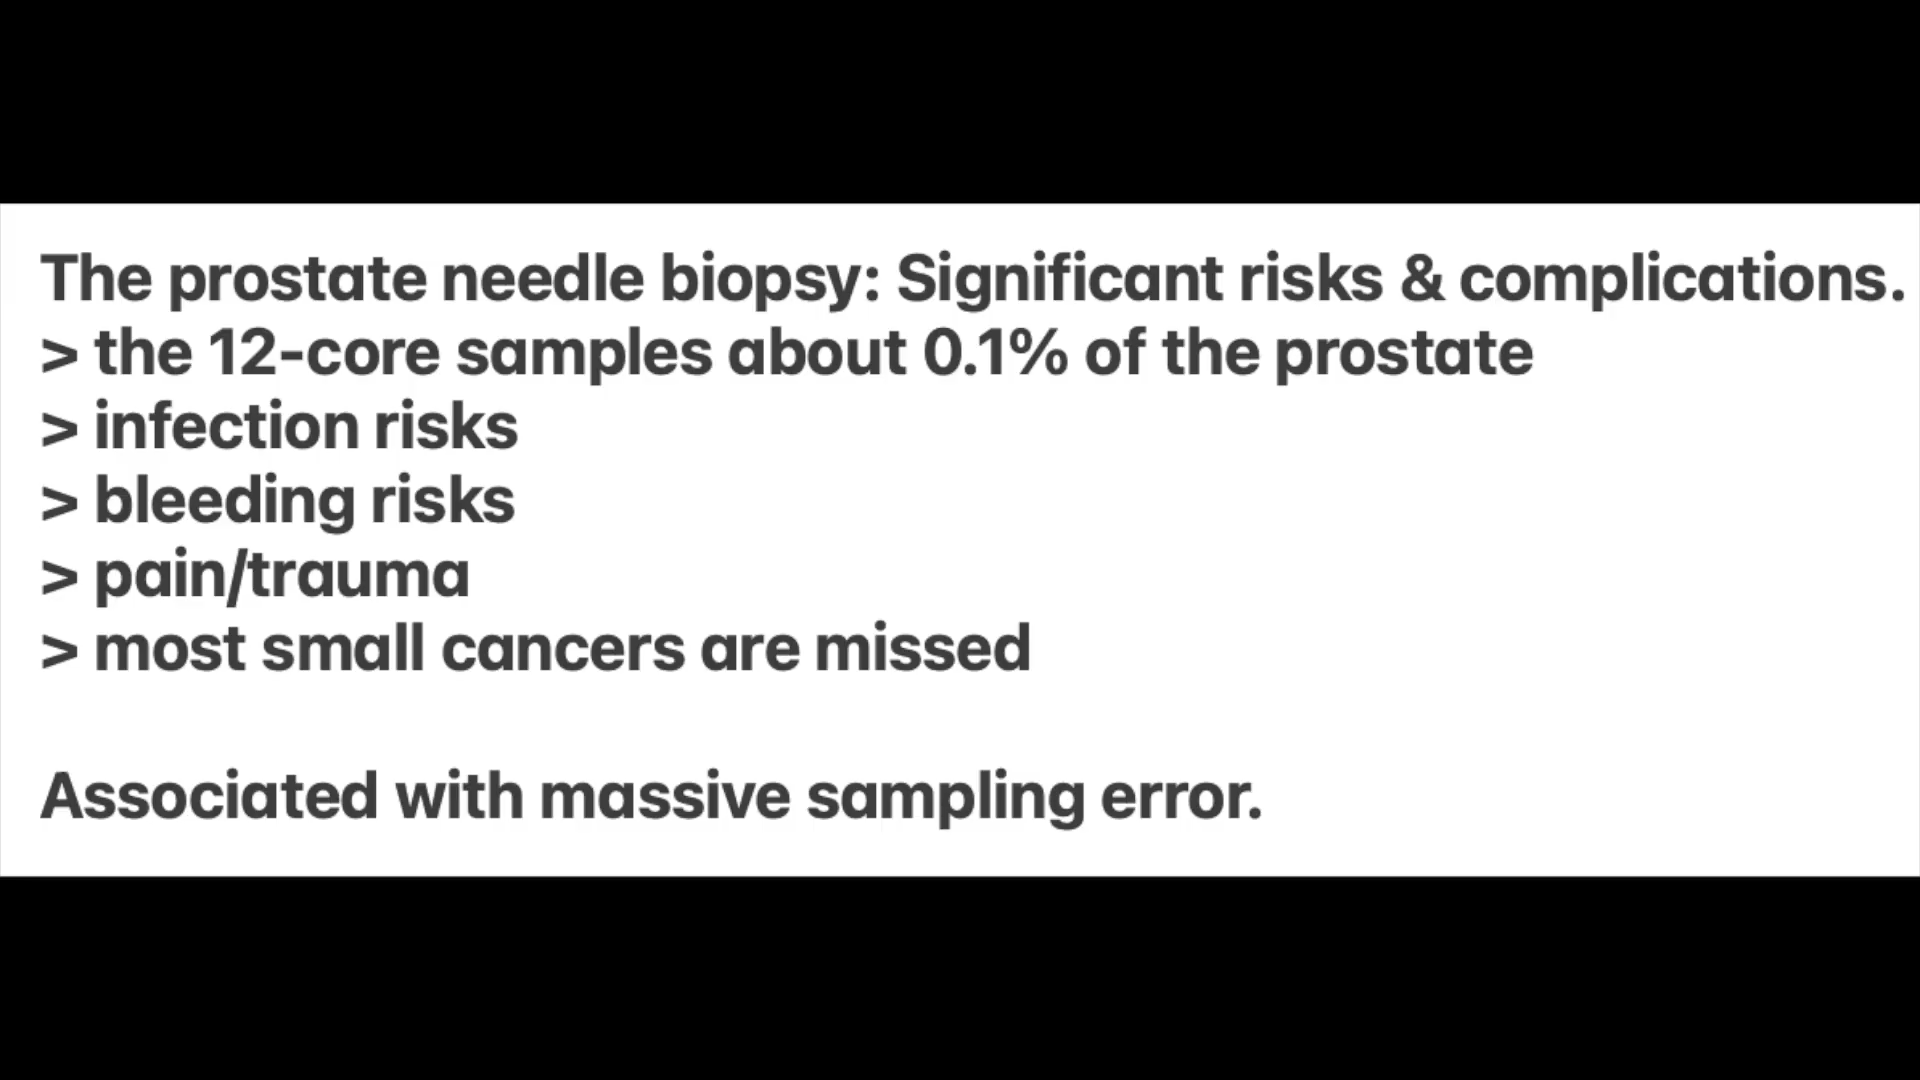 The prostate needle biopsy: Significant risks & complications.
> the 12-core samples about 0.1% of the prostate
> infection risks
> bleeding risks
> pain/trauma
> most small cancers are missed
Associated with massive sampling error.